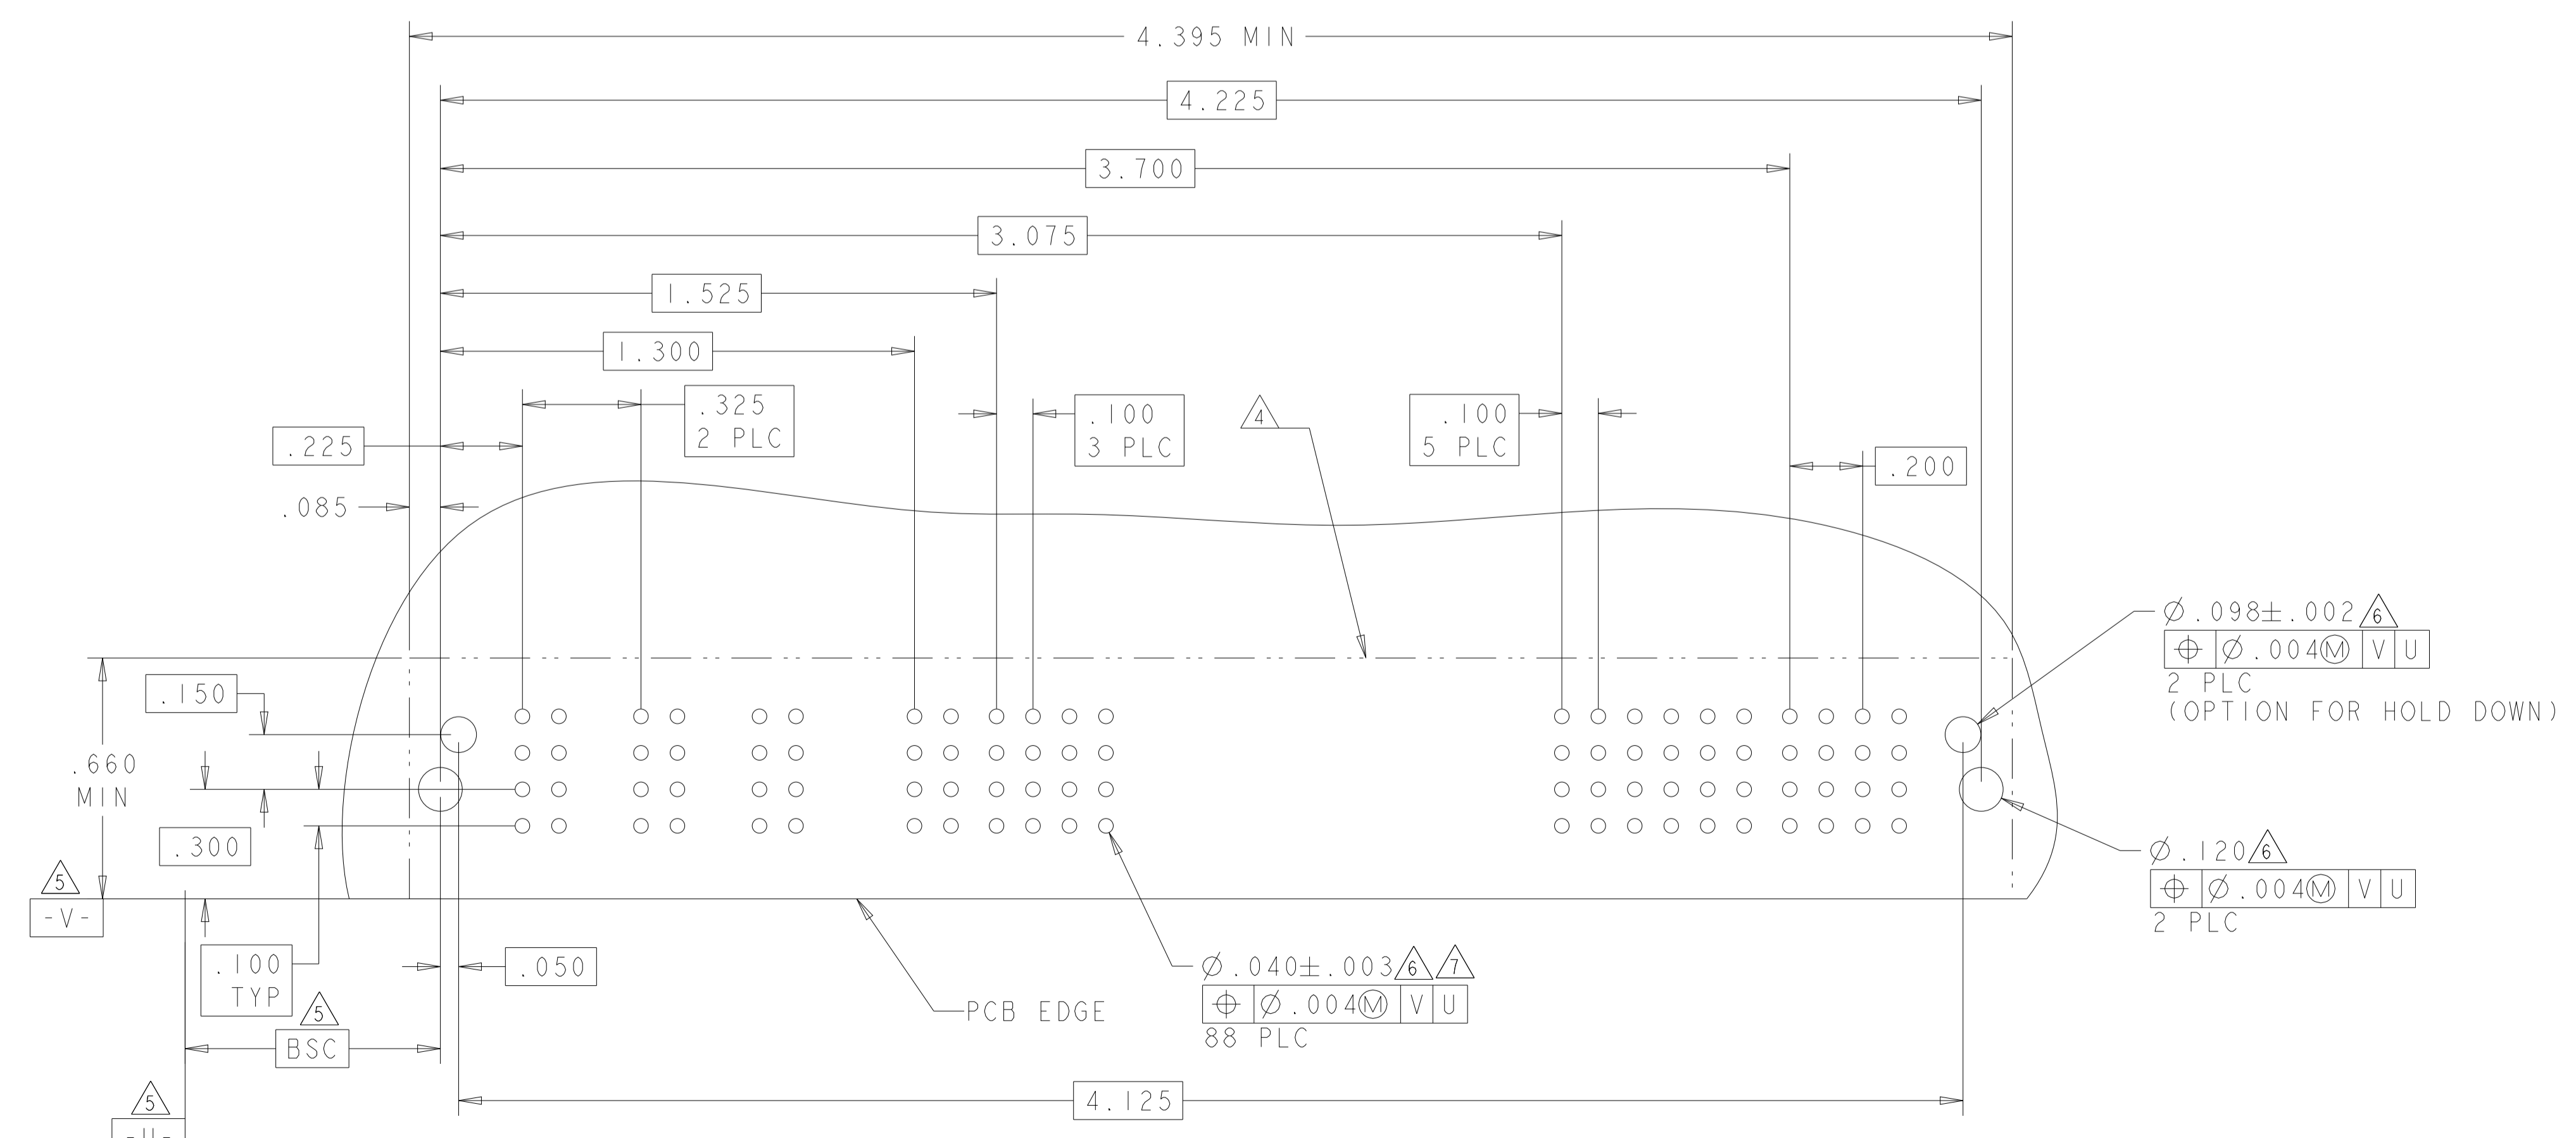 4.395 MIN
4.225
3.700
3.075
1.525
1.300
.325
2 PLC
.100
3 PLC
4
.100
5 PLC
.225
.200
.085
Ø.098±.002 6
⌖ Ø.004Ⓜ V U
2 PLC
(OPTION FOR HOLD DOWN)
.150
.660
MIN
.300
Ø.120 6
⌖ Ø.004Ⓜ V U
2 PLC
5
-V-
.100
TYP
.050
Ø.040±.003 6 7
⌖ Ø.004Ⓜ V U
88 PLC
PCB EDGE
5
BSC
5
4.125